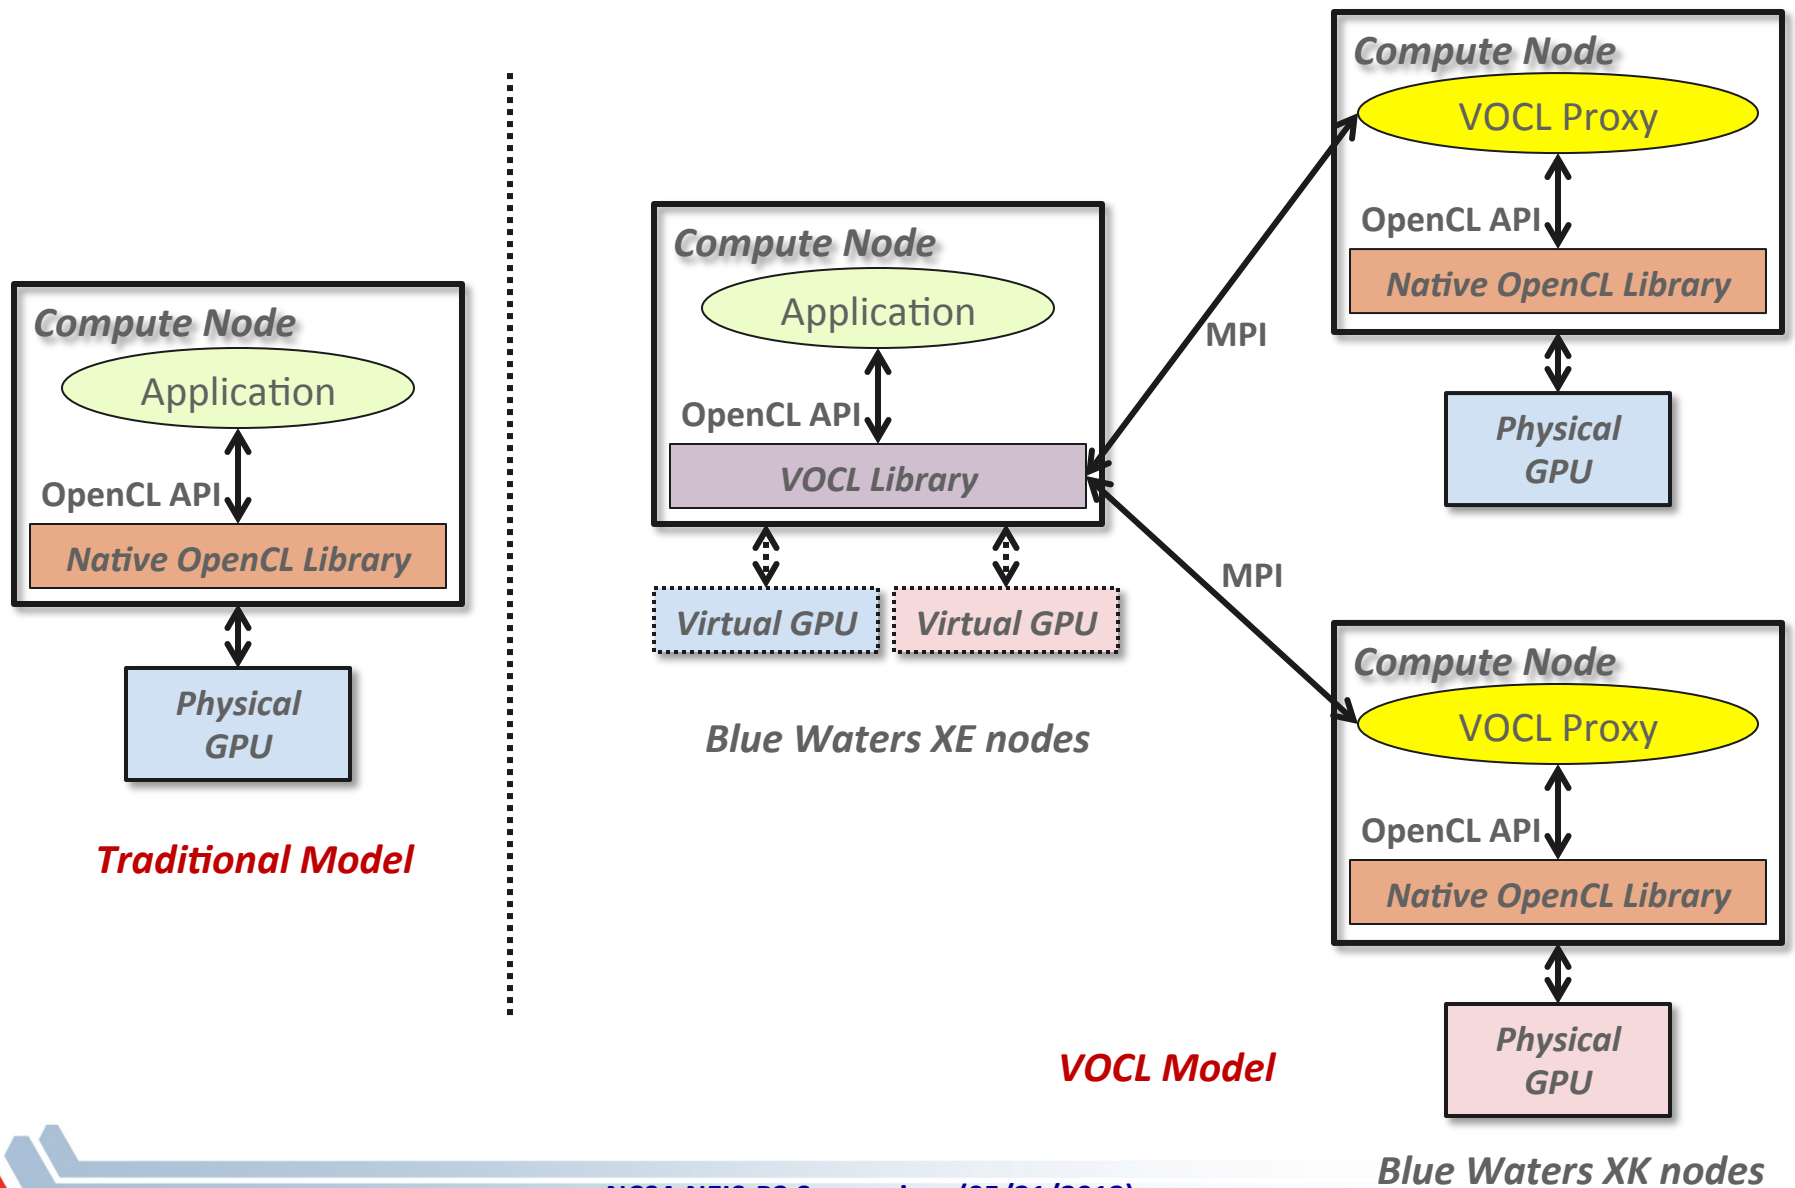 Compute Node
Application
OpenCL API
Native OpenCL Library
Physical
GPU
Traditional Model
Compute Node
Application
OpenCL API
VOCL Library
Virtual GPU
Virtual GPU
Blue Waters XE nodes
MPI
MPI
Compute Node
VOCL Proxy
OpenCL API
Native OpenCL Library
Physical
GPU
Compute Node
VOCL Proxy
OpenCL API
Native OpenCL Library
Physical
GPU
VOCL Model
Blue Waters XK nodes